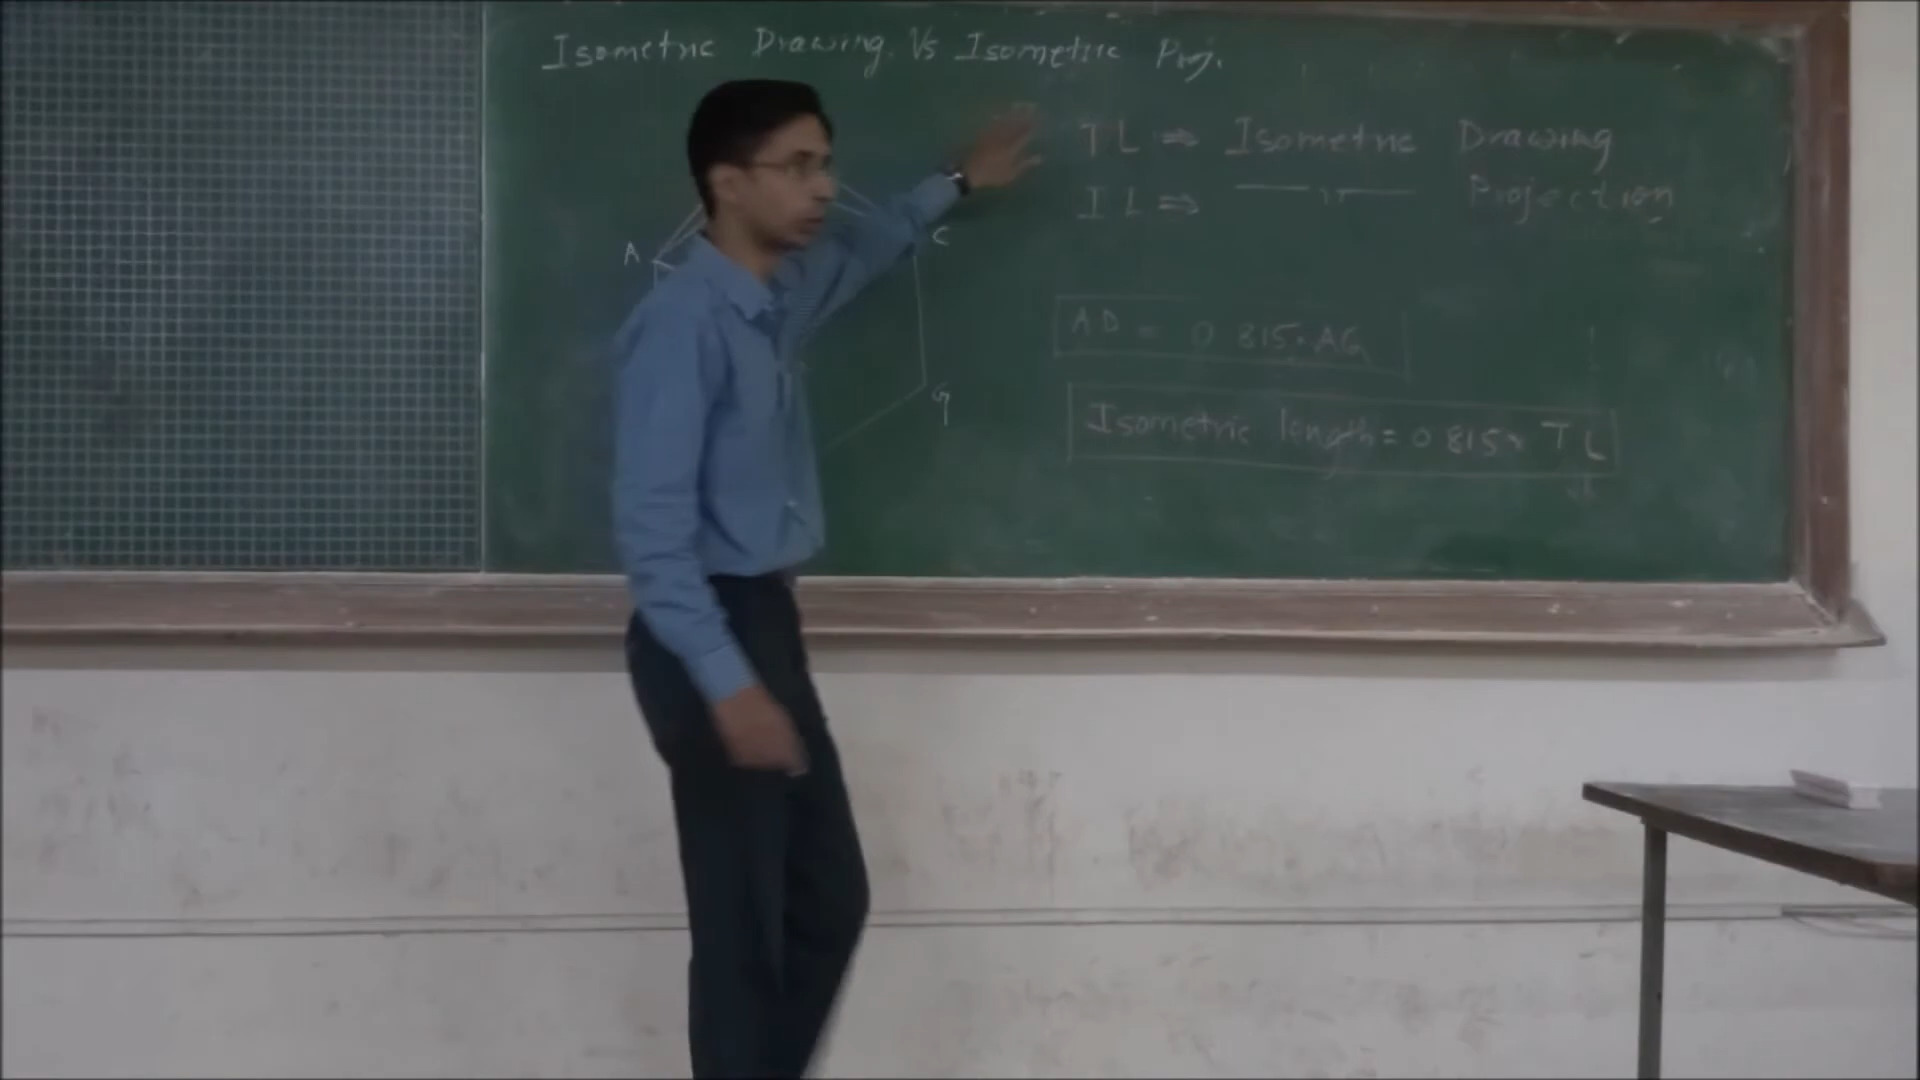 Isometric Drawing Vs Isometric Proj.
TL ⇒ Isometric Drawing
IL ⇒ —— 11 —— Projection
A
C
AD = 0.815 × AG
G
Isometric length = 0.815 × TL